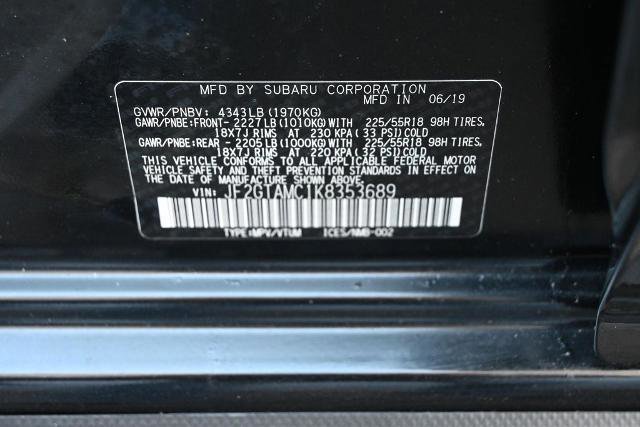 MFD BY SUBARU CORPORATION
MFD IN 06/19
GVWR/PNBV: 4343LB (1970KG)
GAWR/PNBE:FRONT-2227LB (1010KG) WITH 225/55R18 98H TIRES,
18X7J RIMS AT 230 KPA (33 PSI) COLD
GAWR/PNBE:REAR -2205LB (1000KG) WITH 225/55R18 98H TIRES,
18X7J RIMS AT 220 KPA (32 PSI) COLD
THIS VEHICLE CONFORMS TO ALL APPLICABLE FEDERAL MOTOR
VEHICLE SAFETY STANDARDS IN EFFECT ON THE
DATE OF MANUFACTURE SHOWN ABOVE.
VIN: JF2GTAMC1K8353689
TYPE:MPV/VTUM ICES/NMB-002